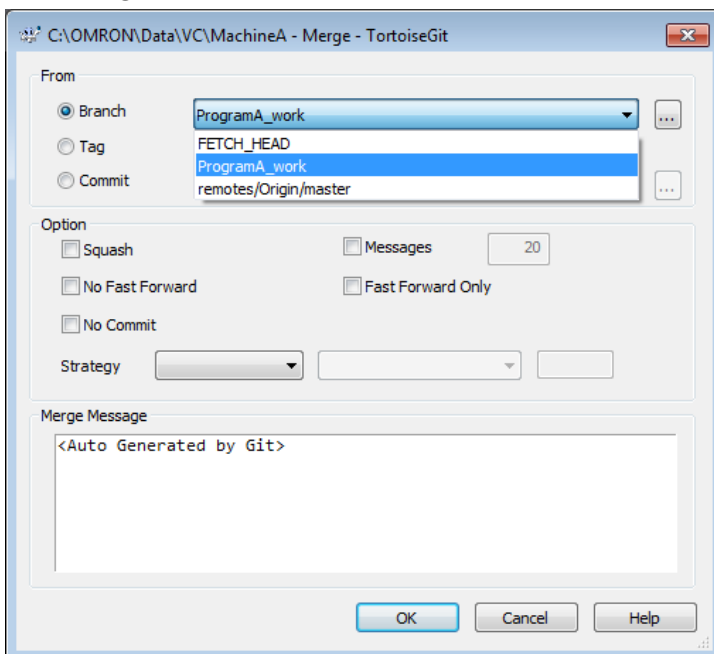 C:\OMRON\Data\VC\MachineA - Merge - TortoiseGit
From
Branch
ProgramA_work
...
Tag
FETCH_HEAD
ProgramA_work
Commit
remotes/Origin/master
...
Option
Squash
Messages
20
No Fast Forward
Fast Forward Only
No Commit
Strategy
Merge Message
<Auto Generated by Git>
OK
Cancel
Help